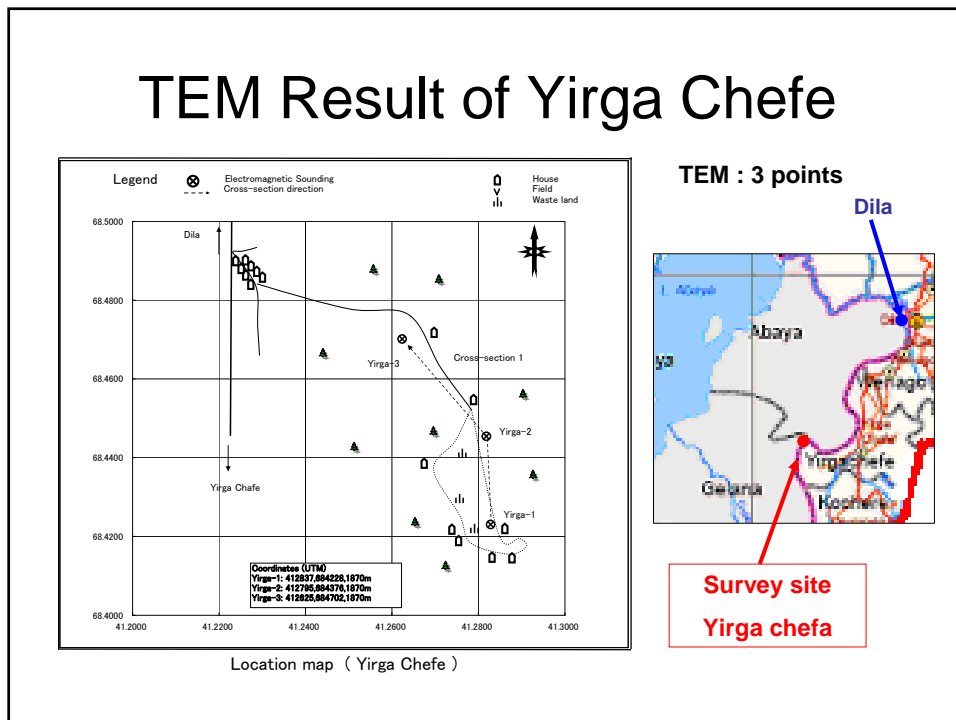 TEM Result of Yirga Chefe
Legend
Electromagnetic Sounding
Cross-section direction
House
Field
Waste land
68.5000
68.4800
68.4600
68.4400
68.4200
68.4000
41.2000
41.2200
41.2400
41.2600
41.2800
41.3000
Dila
Yirga-3
Cross-section 1
Yirga-2
Yirga-1
Yirga Chafe
Coordinates (UTM)
Yirga-1: 412837,684228,1870m
Yirga-2: 412795,684376,1870m
Yirga-3: 412625,684702,1870m
Location map ( Yirga Chefe )
TEM : 3 points
Dila
L. Abaya
Abaya
ya
Wenago
Yirgachefe
Gelana
Survey site
Yirga chefa